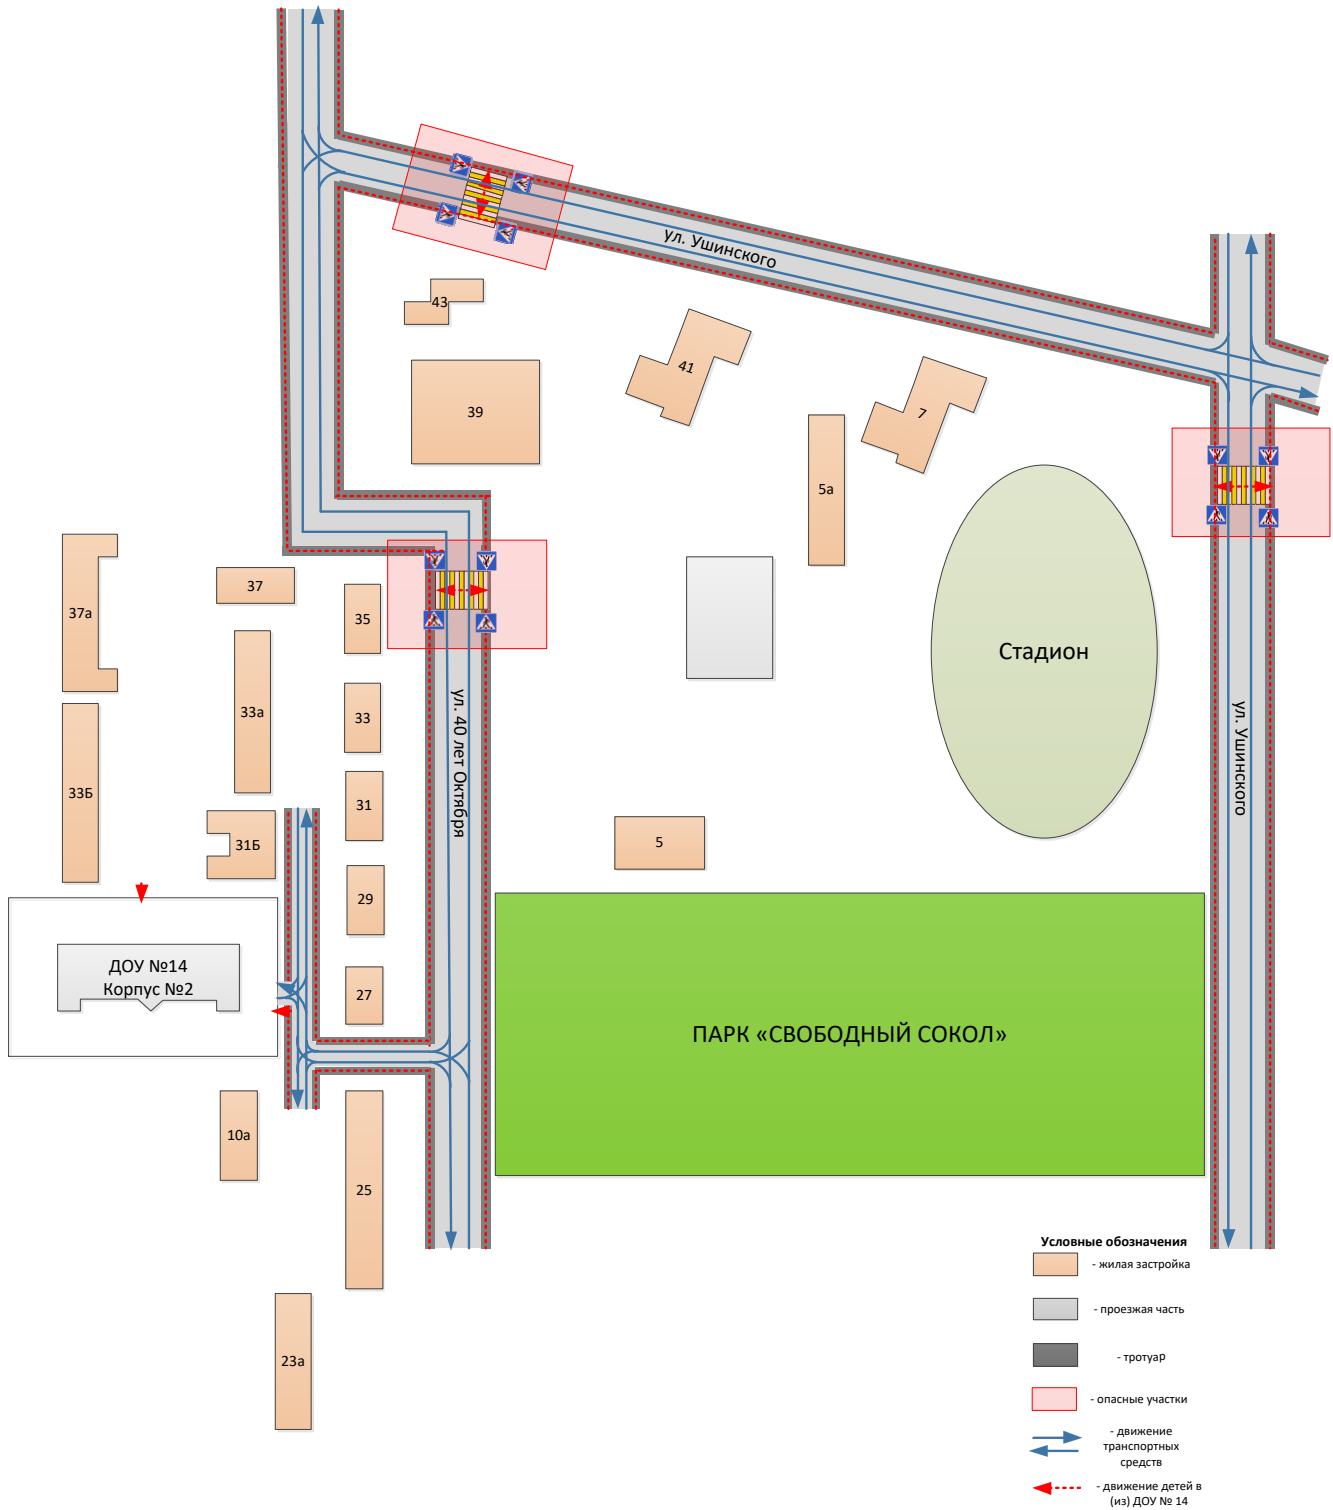 ул. Ушинского
43
41
39
7
5а
37а
37
35
Стадион
33а
33
ул. 40 лет Октября
ул. Ушинского
33Б
31
31Б
5
29
ДОУ №14
Корпус №2
27
ПАРК «СВОБОДНЫЙ СОКОЛ»
10а
25
23а
Условные обозначения
- жилая застройка
- проезжая часть
- тротуар
- опасные участки
- движение
транспортных
средств
- движение детей в
(из) ДОУ № 14